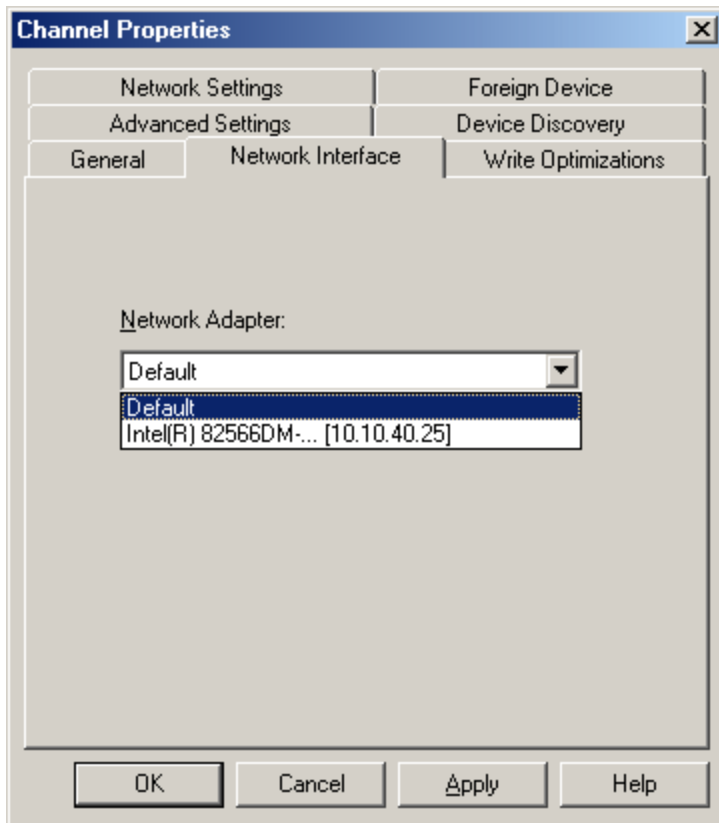 Channel Properties
Network Settings Foreign Device
Advanced Settings Device Discovery
General Network Interface Write Optimizations
Network Adapter:
Default
Default
Intel(R) 82566DM-... [10.10.40.25]
OK Cancel Apply Help